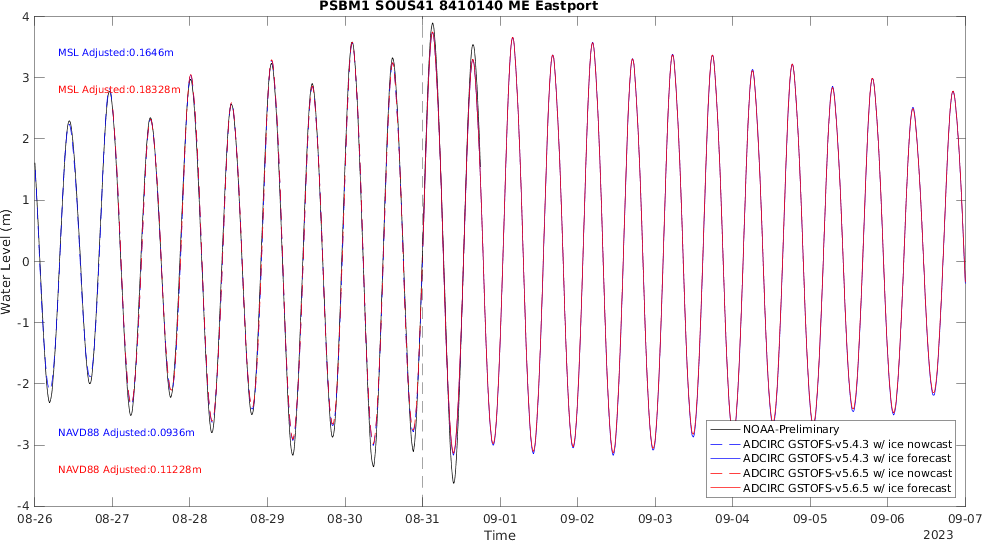 PSBM1 SOUS41 8410140 ME Eastport
4
3
2
1
0
-1
-2
-3
-4
Water Level (m)
MSL Adjusted:0.1646m
MSL Adjusted:0.18328m
NAVD88 Adjusted:0.0936m
NAVD88 Adjusted:0.11228m
NOAA-Preliminary
ADCIRC GSTOFS-v5.4.3 w/ ice nowcast
ADCIRC GSTOFS-v5.4.3 w/ ice forecast
ADCIRC GSTOFS-v5.6.5 w/ ice nowcast
ADCIRC GSTOFS-v5.6.5 w/ ice forecast
08-26 08-27 08-28 08-29 08-30 08-31 09-01 09-02 09-03 09-04 09-05 09-06 09-07
Time
2023